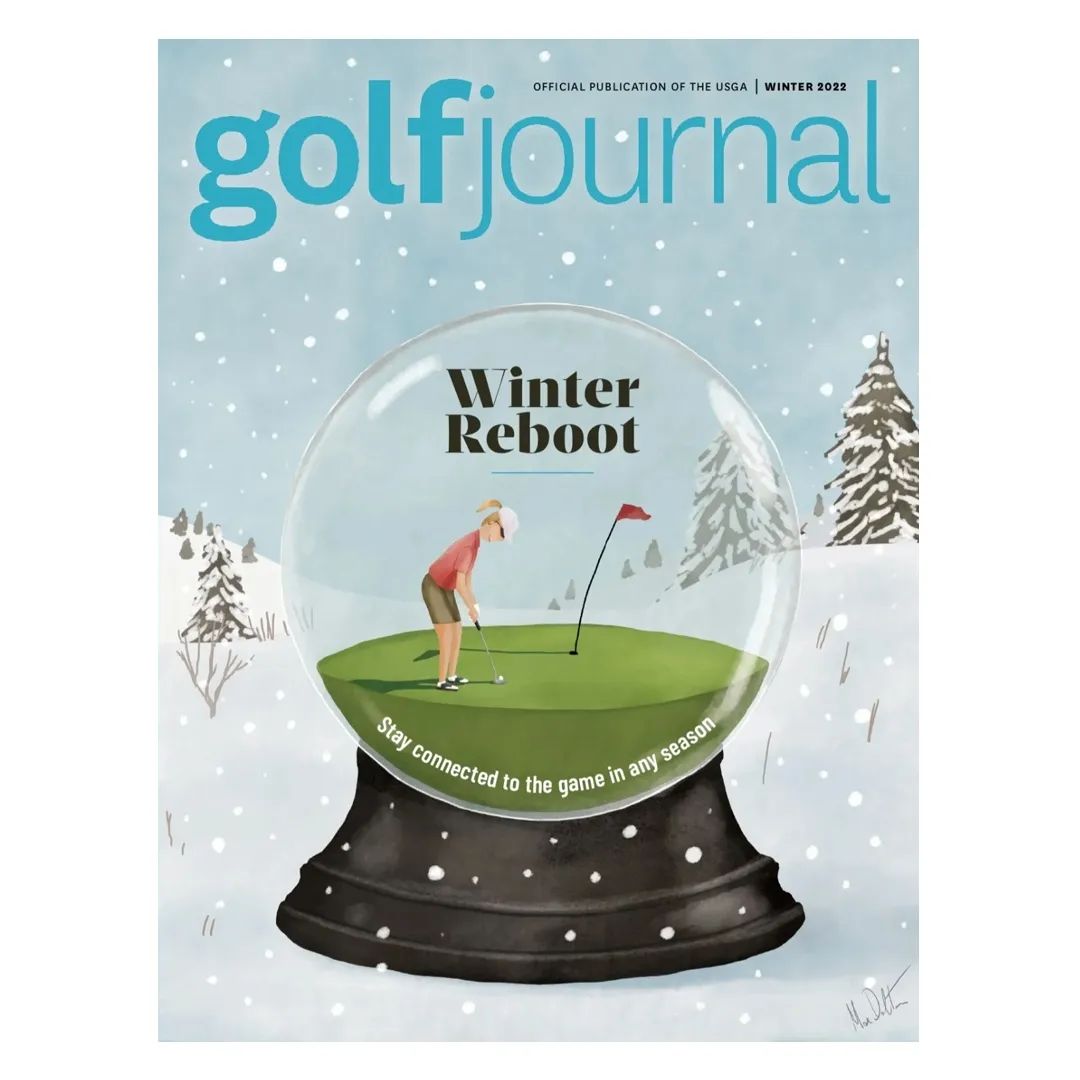 OFFICIAL PUBLICATION OF THE USGA | WINTER 2022
golfjournal
Winter
Reboot
Stay connected to the game in any season